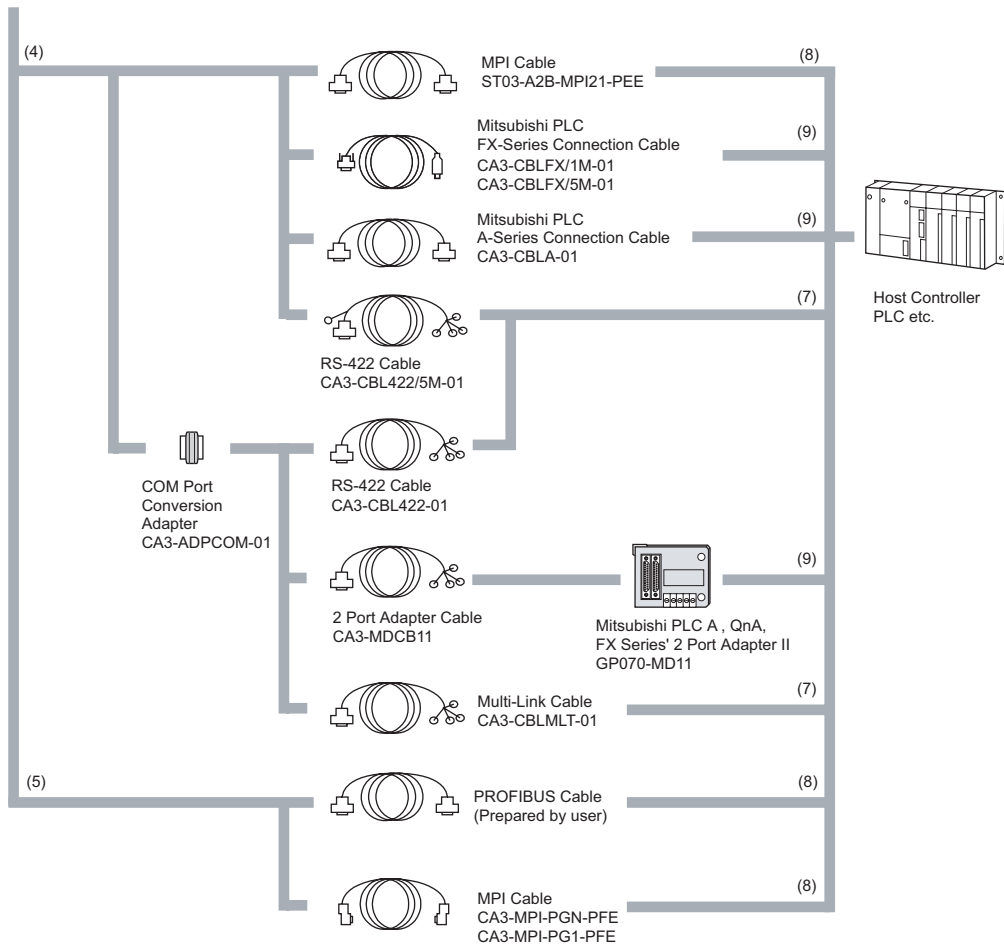 (4)
MPI Cable
ST03-A2B-MPI21-PEE
(8)
Mitsubishi PLC
FX-Series Connection Cable
CA3-CBLFX/1M-01
CA3-CBLFX/5M-01
(9)
Mitsubishi PLC
A-Series Connection Cable
CA3-CBLA-01
(9)
Host Controller
PLC etc.
(7)
RS-422 Cable
CA3-CBL422/5M-01
RS-422 Cable
CA3-CBL422-01
COM Port
Conversion
Adapter
CA3-ADPCOM-01
2 Port Adapter Cable
CA3-MDCB11
(9)
Mitsubishi PLC A , QnA,
FX Series' 2 Port Adapter II
GP070-MD11
Multi-Link Cable
CA3-CBLMLT-01
(7)
(5)
PROFIBUS Cable
(Prepared by user)
(8)
MPI Cable
CA3-MPI-PGN-PFE
CA3-MPI-PG1-PFE
(8)